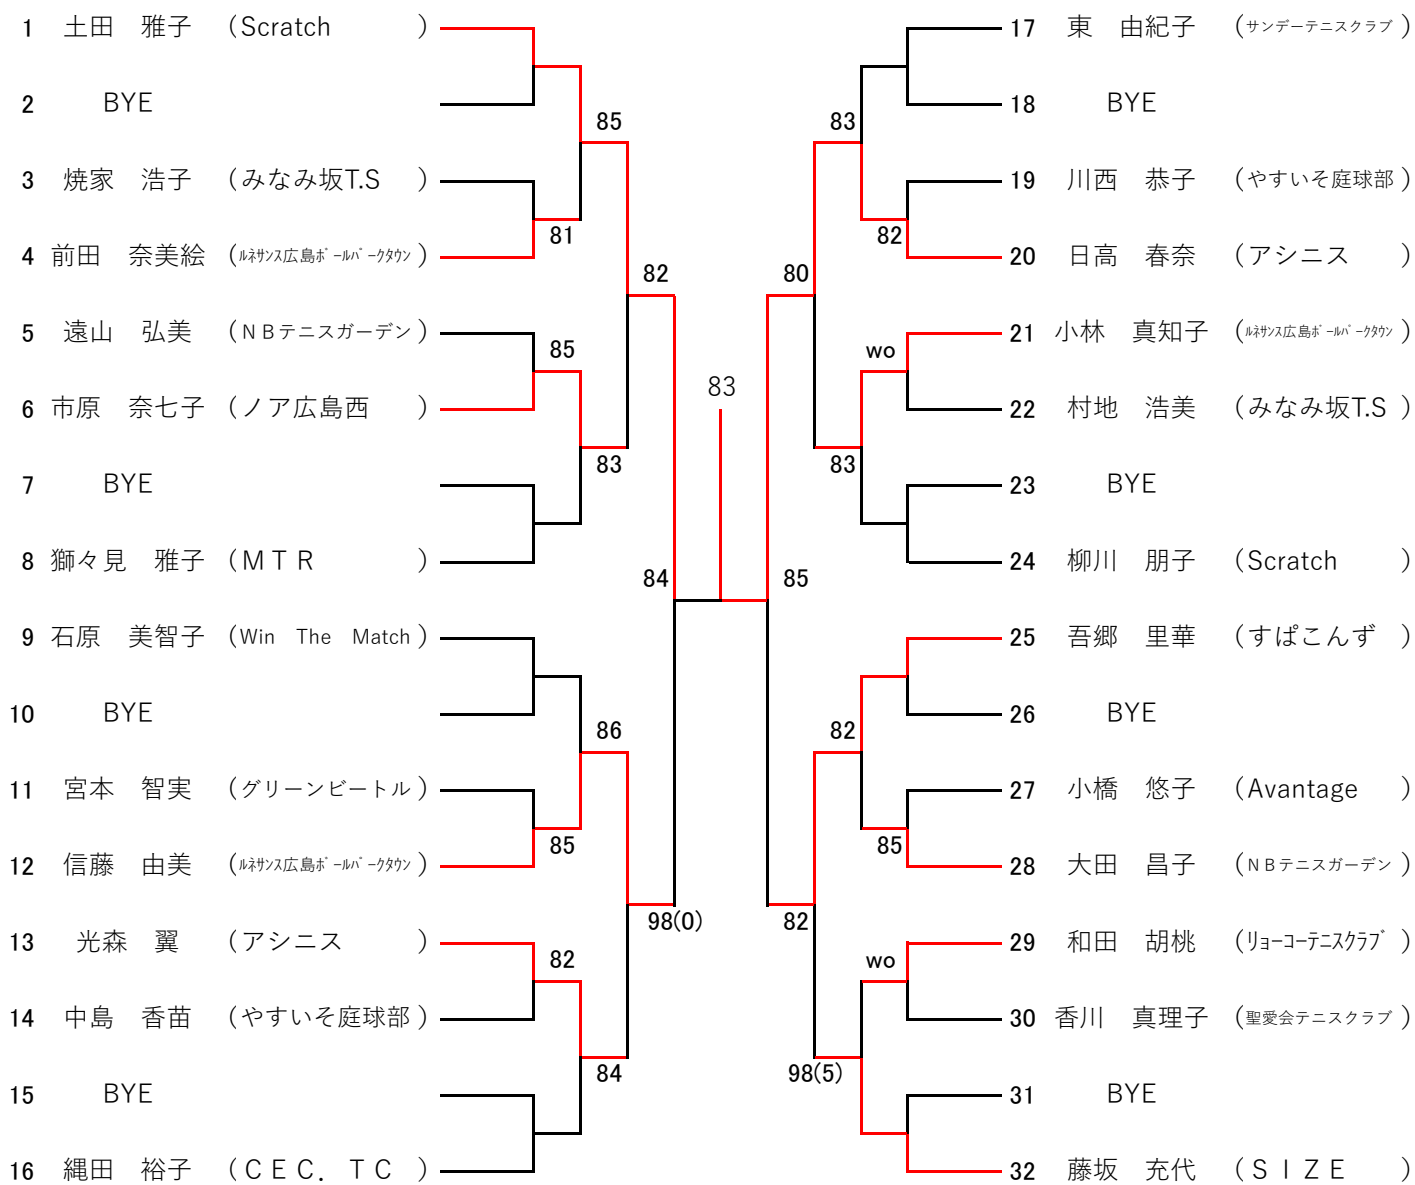 1 土田　雅子 （Scratch ）
2 BYE
85
3 焼家　浩子 （みなみ坂T.S ）
81
4 前田　奈美絵 （ﾙﾈｻﾝｽ広島ﾎﾞｰﾙﾊﾟｰｸﾀｳﾝ ）
82
5 遠山　弘美 （ＮＢテニスガーデン ）
85
6 市原　奈七子 （ノア広島西 ）
83
7 BYE
8 獅々見　雅子 （ＭＴＲ ）
84
9 石原　美智子 （Win　The　Match ）
10 BYE
86
11 宮本　智実 （グリーンビートル ）
85
12 信藤　由美 （ﾙﾈｻﾝｽ広島ﾎﾞｰﾙﾊﾟｰｸﾀｳﾝ ）
98(0)
13 光森　翼 （アシニス ）
82
14 中島　香苗 （やすいそ庭球部 ）
84
15 BYE
16 縄田　裕子 （ＣＥＣ．ＴＣ ）
83
17 東　由紀子 （サンデーテニスクラブ ）
18 BYE
83
19 川西　恭子 （やすいそ庭球部 ）
82
20 日高　春奈 （アシニス ）
80
21 小林　真知子 （ﾙﾈｻﾝｽ広島ﾎﾞｰﾙﾊﾟｰｸﾀｳﾝ ）
wo
22 村地　浩美 （みなみ坂T.S ）
83
23 BYE
24 柳川　朋子 （Scratch ）
85
25 吾郷　里華 （すぱこんず ）
26 BYE
82
27 小橋　悠子 （Avantage ）
85
28 大田　昌子 （ＮＢテニスガーデン ）
82
29 和田　胡桃 （ﾘｮｰｺｰﾃﾆｽｸﾗﾌﾞ ）
wo
30 香川　真理子 （聖愛会テニスクラブ ）
98(5)
31 BYE
32 藤坂　充代 （ＳＩＺＥ ）